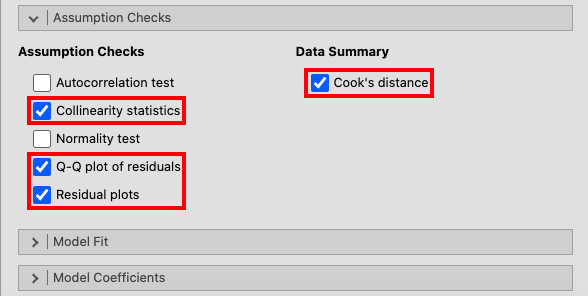 Assumption Checks
Assumption Checks
Data Summary
Autocorrelation test
Cook's distance
Collinearity statistics
Normality test
Q-Q plot of residuals
Residual plots
Model Fit
Model Coefficients